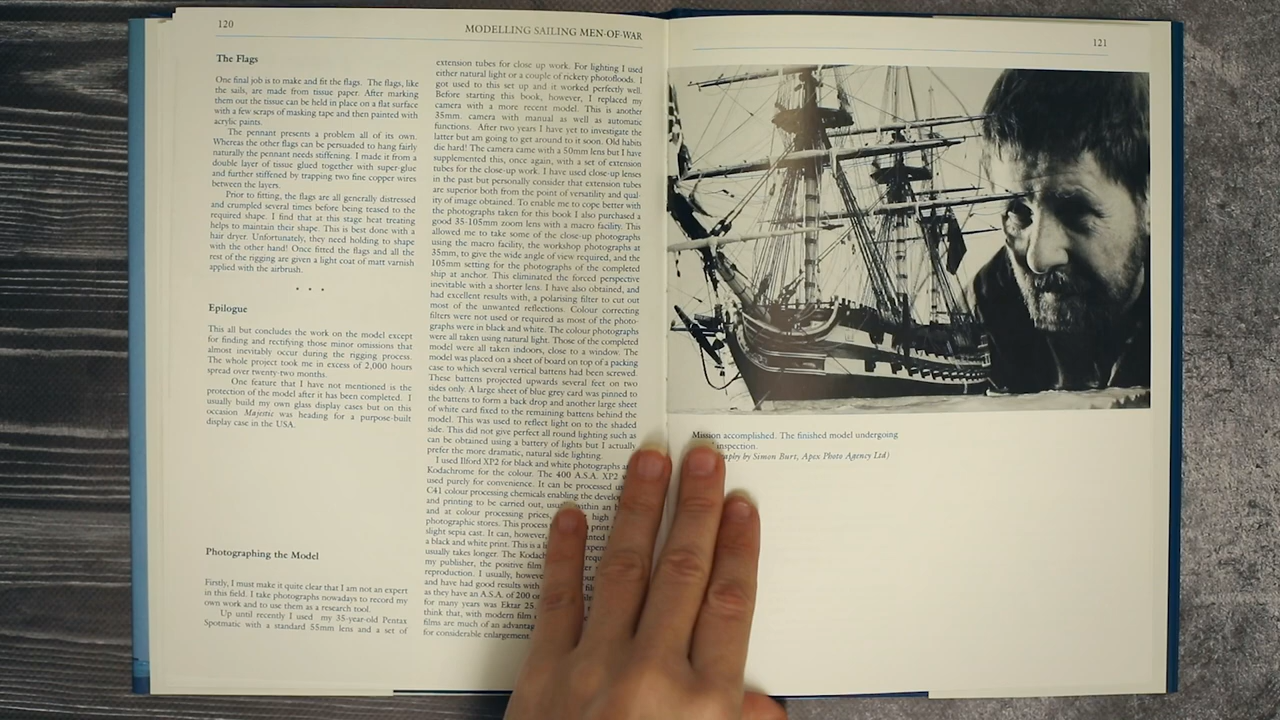 120
MODELLING SAILING MEN-OF-WAR
The Flags
One final job is to make and fit the flags. The flags, like
the sails, are made from tissue paper. After marking
them out the tissue can be held in place on a flat surface
with a few scraps of masking tape and then painted with
acrylic paints.
The pennant presents a problem all of its own.
Whereas the other flags can be persuaded to hang fairly
naturally the pennant needs stiffening. I made it from a
double layer of tissue glued together with super-glue
and further stiffened by trapping two fine copper wires
between the layers.
Prior to fitting, the flags are all generally distressed
and crumpled several times before being teased to the
required shape. I find that at this stage heat treating
helps to maintain their shape. This is best done with a
hair dryer. Unfortunately, they need holding to shape
with the other hand! Once fitted the flags and all the
rest of the rigging are given a light coat of matt varnish
applied with the airbrush.
• • •
Epilogue
This all but concludes the work on the model except
for finding and rectifying those minor omissions that
almost inevitably occur during the rigging process.
The whole project took me in excess of 2,000 hours
spread over twenty-two months.
One feature that I have not mentioned is the
protection of the model after it has been completed. I
usually build my own glass display cases but on this
occasion Majestic was heading for a purpose-built
display case in the USA.
Photographing the Model
Firstly, I must make it quite clear that I am not an expert
in this field. I take photographs nowadays to record my
own work and to use them as a research tool.
Up until recently I used my 35-year-old Pentax
Spotmatic with a standard 55mm lens and a set of
extension tubes for close up work. For lighting I used
either natural light or a couple of rickety photofloods. I
got used to this set up and it worked perfectly well.
Before starting this book, however, I replaced my
camera with a more recent model. This is another
35mm. camera with manual as well as automatic
functions. After two years I have yet to investigate the
latter but am going to get around to it soon. Old habits
die hard! The camera came with a 50mm lens but I have
supplemented this, once again, with a set of extension
tubes for the close-up work. I have used close-up lenses
in the past but personally consider that extension tubes
are superior both from the point of versatility and qual-
ity of image obtained. To enable me to cope better with
the photographs taken for this book I also purchased a
good 35-105mm zoom lens with a macro facility. This
allowed me to take some of the close-up photographs
using the macro facility, the workshop photographs at
35mm, to give the wide angle of view required, and the
105mm setting for the photographs of the completed
ship at anchor. This eliminated the forced perspective
inevitable with a shorter lens. I have also obtained, and
had excellent results with, a polarising filter to cut out
most of the unwanted reflections. Colour correcting
filters were not used or required as most of the photo-
graphs were in black and white. The colour photographs
were all taken using natural light. Those of the completed
model were all taken indoors, close to a window. The
model was placed on a sheet of board on top of a packing
case to which several vertical battens had been screwed.
These battens projected upwards several feet on two
sides only. A large sheet of blue grey card was pinned to
the battens to form a back drop and another large sheet
of white card fixed to the remaining battens behind the
model. This was used to reflect light on to the shaded
side. This did not give perfect all round lighting such as
can be obtained using a battery of lights but I actually
prefer the more dramatic, natural side lighting.
I used Ilford XP2 for black and white photographs
Kodachrome for the colour. The 400 A.S.A. XP2
used purely for convenience. It can be processed
C41 colour processing chemicals enabling the
and printing to be carried out, within an
and at colour processing prices, high
photographic stores. This process print
slight sepia cast. It can, however,
a black and white print. This is a
usually takes longer. The
my publisher, the positive film
reproduction. I usually,
and have had good results with
as they have an A.S.A. of 200
for many years was Ektar 25.
think that, with modern film
films are much of an
for considerable enlargement.
121
Mission accomplished. The finished model undergoing
inspection.
by Simon Burt, Apex Photo Agency Ltd)